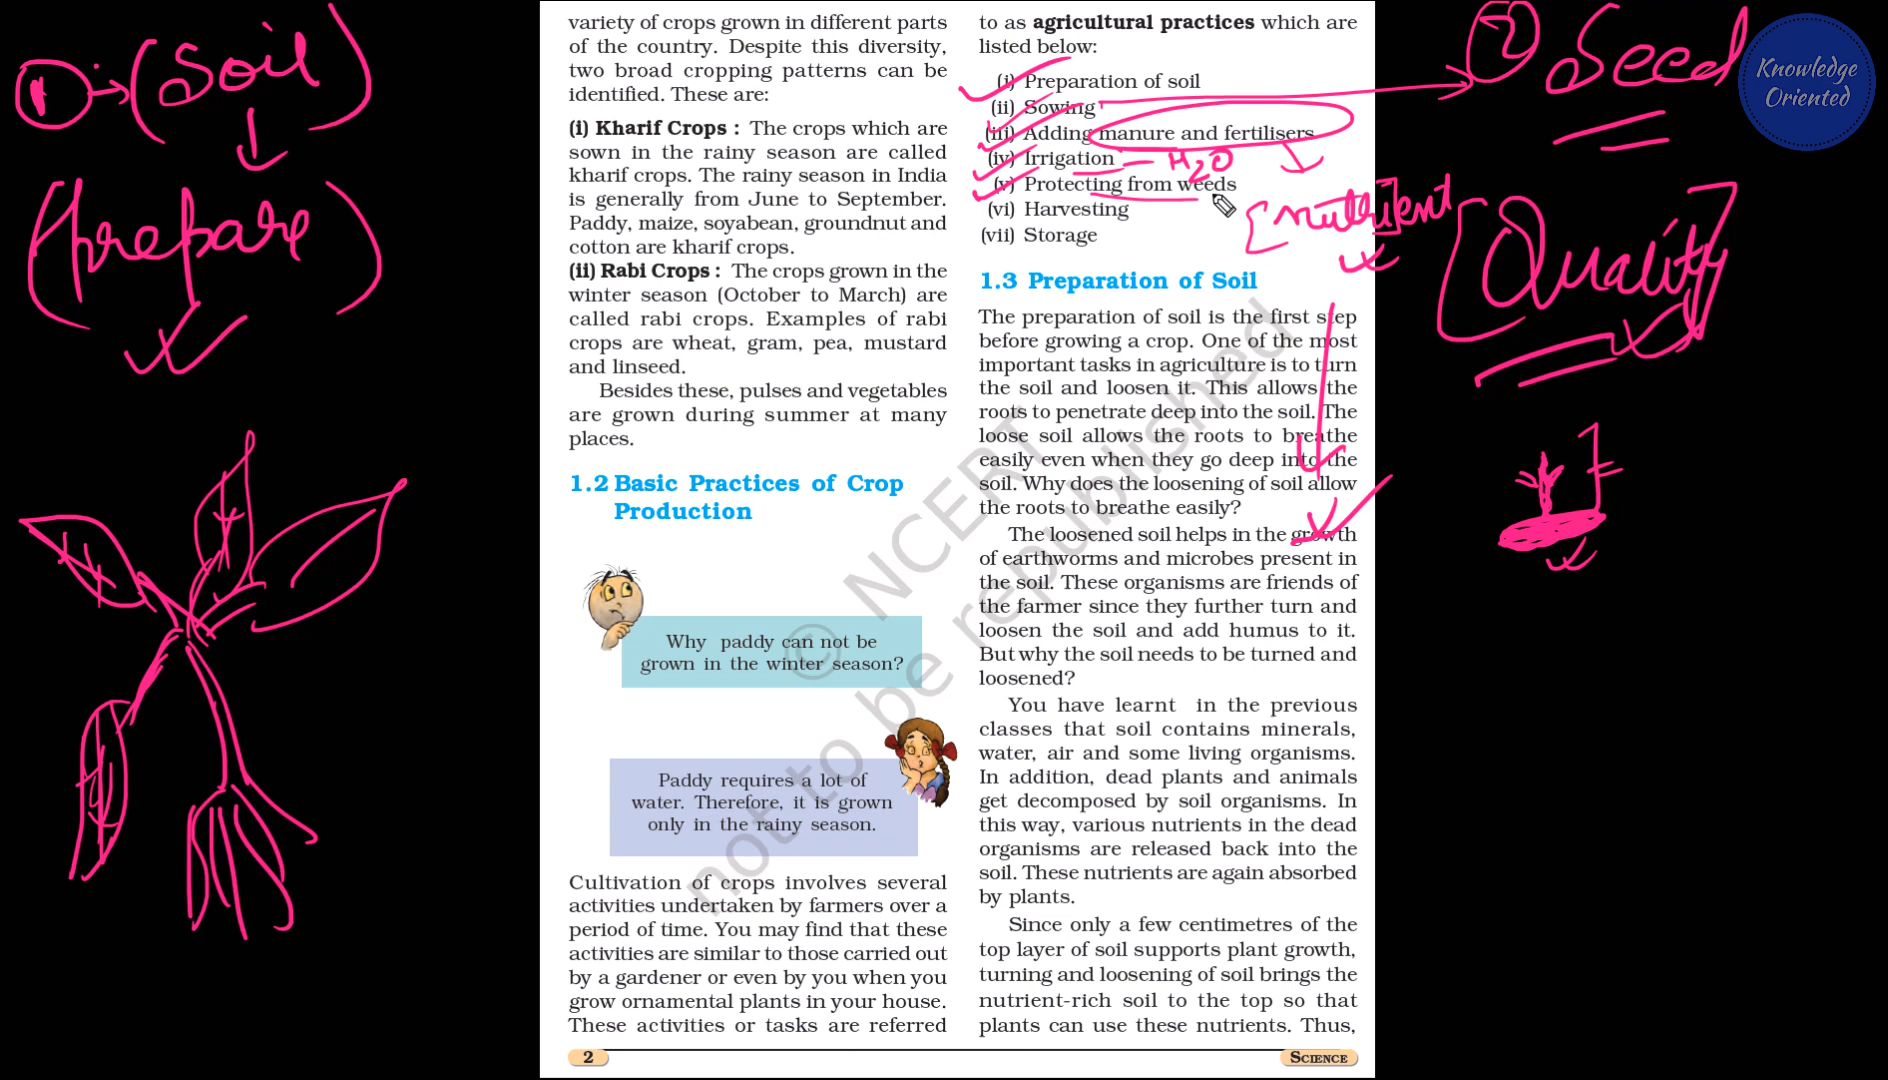 1 → (Soil)
(Prepare)
variety of crops grown in different parts
of the country. Despite this diversity,
two broad cropping patterns can be
identified. These are:
(i) Kharif Crops : The crops which are
sown in the rainy season are called
kharif crops. The rainy season in India
is generally from June to September.
Paddy, maize, soyabean, groundnut and
cotton are kharif crops.
(ii) Rabi Crops : The crops grown in the
winter season (October to March) are
called rabi crops. Examples of rabi
crops are wheat, gram, pea, mustard
and linseed.
Besides these, pulses and vegetables
are grown during summer at many
places.
1.2 Basic Practices of Crop
Production
Why paddy can not be
grown in the winter season?
Paddy requires a lot of
water. Therefore, it is grown
only in the rainy season.
Cultivation of crops involves several
activities undertaken by farmers over a
period of time. You may find that these
activities are similar to those carried out
by a gardener or even by you when you
grow ornamental plants in your house.
These activities or tasks are referred
to as agricultural practices which are
listed below:
(i) Preparation of soil
(ii) Sowing
(iii) Adding manure and fertilisers
(iv) Irrigation — H2O
(v) Protecting from weeds
(vi) Harvesting
(vii) Storage
1.3 Preparation of Soil
The preparation of soil is the first step
before growing a crop. One of the most
important tasks in agriculture is to turn
the soil and loosen it. This allows the
roots to penetrate deep into the soil. The
loose soil allows the roots to breathe
easily even when they go deep into the
soil. Why does the loosening of soil allow
the roots to breathe easily?
The loosened soil helps in the growth
of earthworms and microbes present in
the soil. These organisms are friends of
the farmer since they further turn and
loosen the soil and add humus to it.
But why the soil needs to be turned and
loosened?
You have learnt in the previous
classes that soil contains minerals,
water, air and some living organisms.
In addition, dead plants and animals
get decomposed by soil organisms. In
this way, various nutrients in the dead
organisms are released back into the
soil. These nutrients are again absorbed
by plants.
Since only a few centimetres of the
top layer of soil supports plant growth,
turning and loosening of soil brings the
nutrient-rich soil to the top so that
plants can use these nutrients. Thus,
2
SCIENCE
© NCERT
not to be republished
2 Seed
[Nutrient]
[Quality]
Knowledge
Oriented